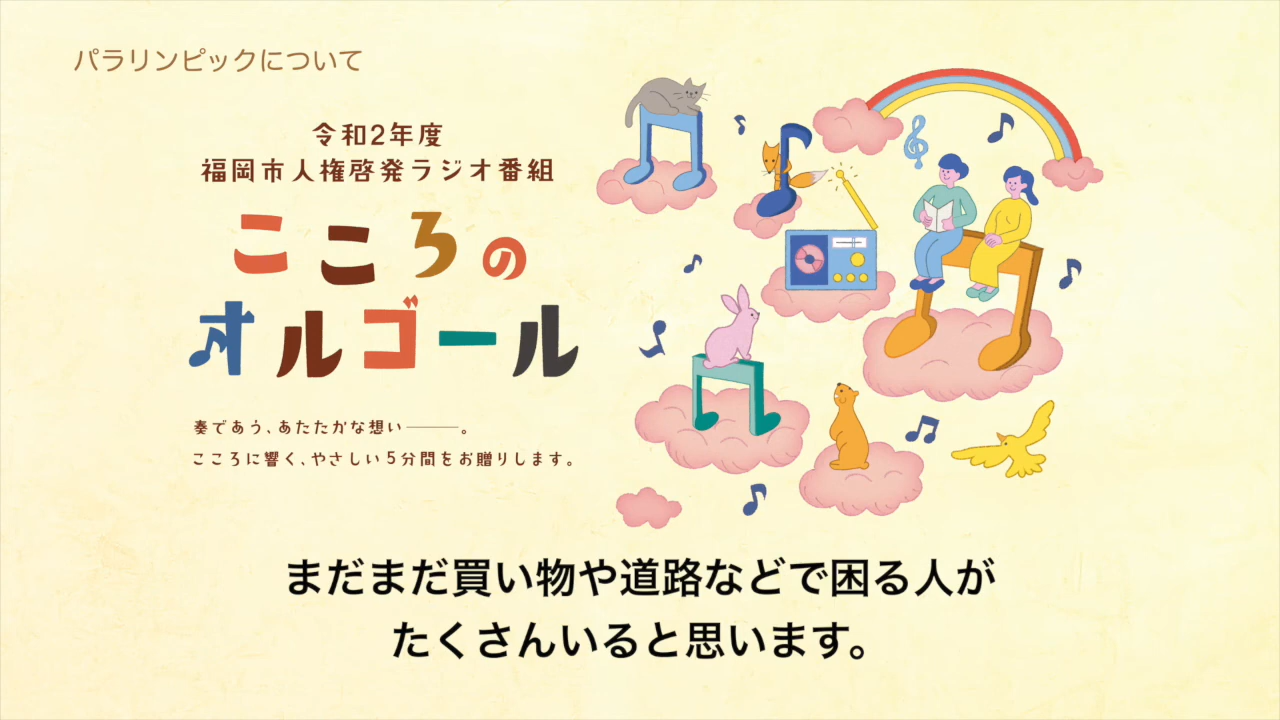 パラリンピックについて
令和2年度
福岡市人権啓発ラジオ番組
こころの
オルゴール
奏であう、あたたかな想い――。
こころに響く、やさしい5分間をお贈りします。
まだまだ買い物や道路などで困る人が
たくさんいると思います。